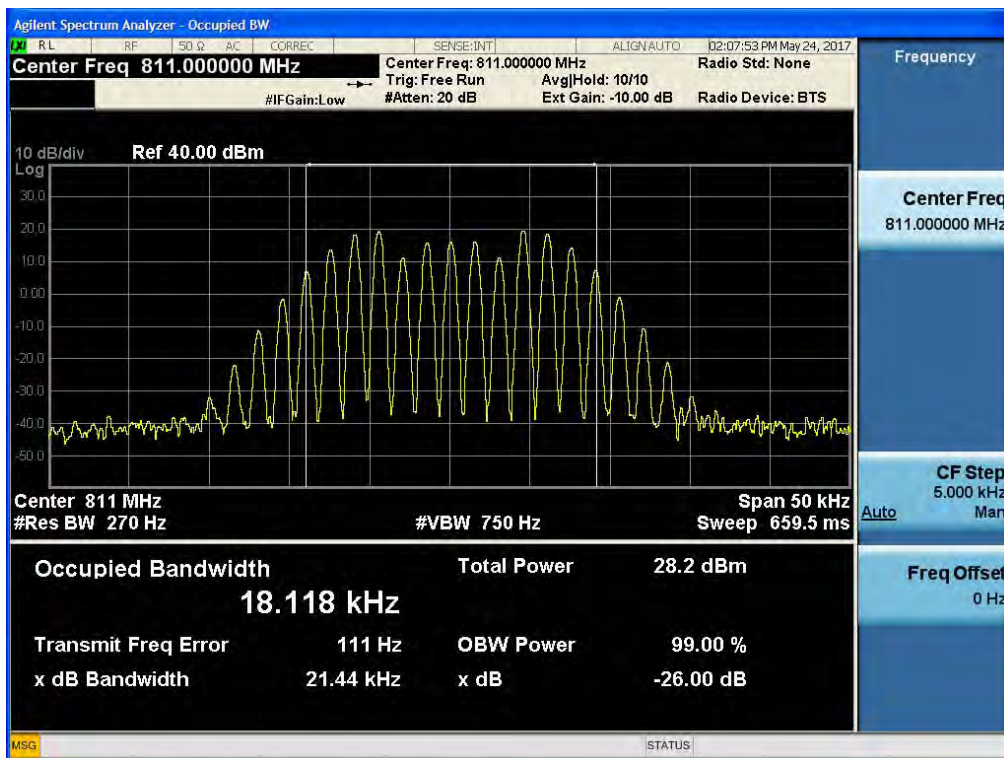 Agilent Spectrum Analyzer - Occupied BW
LXI RL RF 50 Ω AC CORREC SENSE:INT ALIGNAUTO 02:07:53 PM May 24, 2017
Center Freq 811.000000 MHz
Center Freq: 811.000000 MHz
Radio Std: None
Trig: Free Run
Avg|Hold: 10/10
#IFGain:Low
#Atten: 20 dB
Ext Gain: -10.00 dB
Radio Device: BTS
10 dB/div
Ref 40.00 dBm
Log
30.0
20.0
10.0
0.00
-10.0
-20.0
-30.0
-40.0
-50.0
Center 811 MHz
Span 50 kHz
#Res BW 270 Hz
#VBW 750 Hz
Sweep 659.5 ms
Occupied Bandwidth
Total Power
28.2 dBm
18.118 kHz
Transmit Freq Error
111 Hz
OBW Power
99.00 %
x dB Bandwidth
21.44 kHz
x dB
-26.00 dB
MSG
STATUS
Frequency
Center Freq
811.000000 MHz
CF Step
5.000 kHz
Auto
Man
Freq Offset
0 Hz